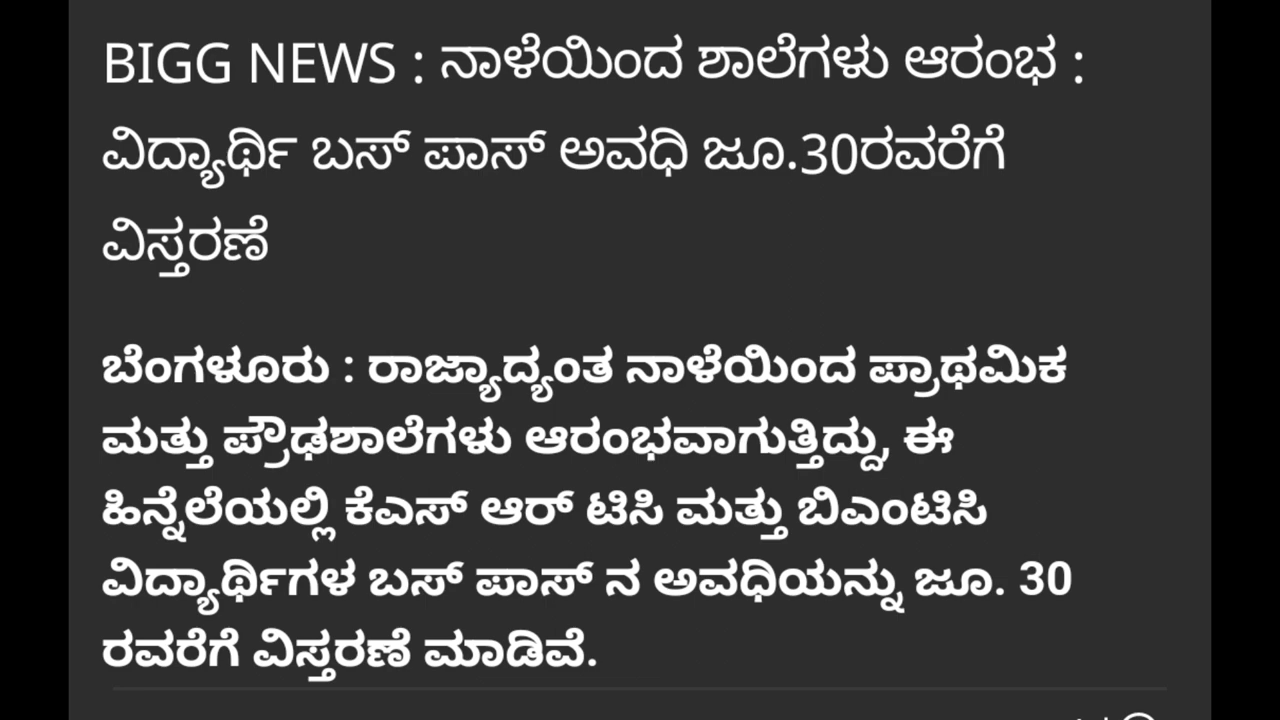 BIGG NEWS : ನಾಳೆಯಿಂದ ಶಾಲೆಗಳು ಆರಂಭ :
ವಿದ್ಯಾರ್ಥಿ ಬಸ್ ಪಾಸ್ ಅವಧಿ ಜೂ.30ರವರೆಗೆ
ವಿಸ್ತರಣೆ
ಬೆಂಗಳೂರು : ರಾಜ್ಯಾದ್ಯಂತ ನಾಳೆಯಿಂದ ಪ್ರಾಥಮಿಕ
ಮತ್ತು ಪ್ರೌಢಶಾಲೆಗಳು ಆರಂಭವಾಗುತ್ತಿದ್ದು, ಈ
ಹಿನ್ನೆಲೆಯಲ್ಲಿ ಕೆಎಸ್ ಆರ್ ಟಿಸಿ ಮತ್ತು ಬಿಎಂಟಿಸಿ
ವಿದ್ಯಾರ್ಥಿಗಳ ಬಸ್ ಪಾಸ್ ನ ಅವಧಿಯನ್ನು ಜೂ. 30
ರವರೆಗೆ ವಿಸ್ತರಣೆ ಮಾಡಿವೆ.